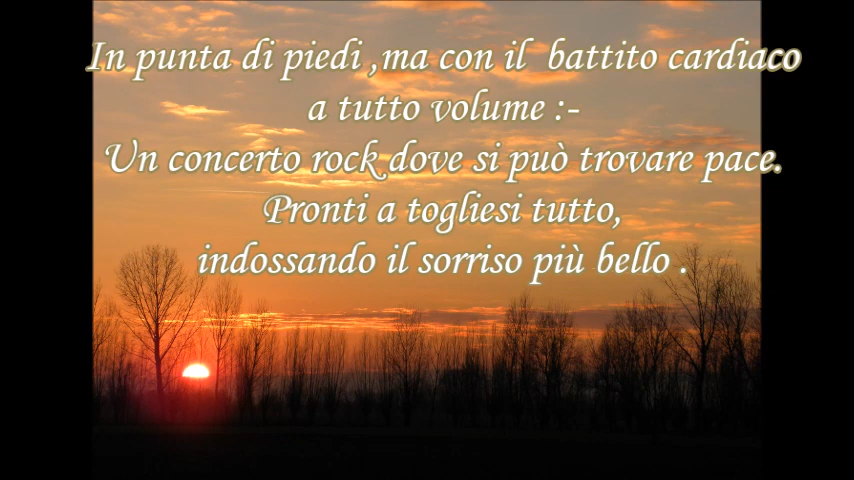 In punta di piedi ,ma con il battito cardiaco
a tutto volume :-
Un concerto rock dove si può trovare pace.
Pronti a togliesi tutto,
indossando il sorriso più bello .